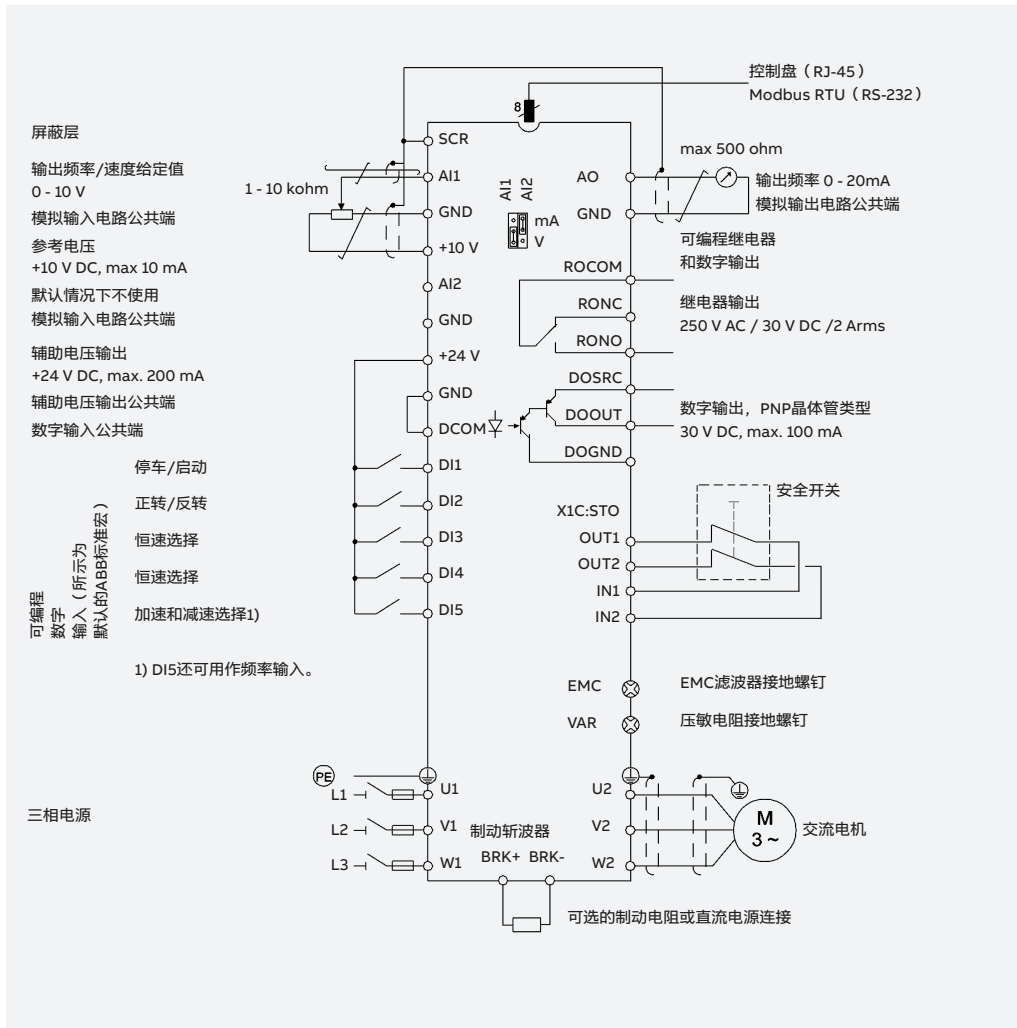 控制盘（RJ-45）
Modbus RTU（RS-232）
8
屏蔽层
SCR
max 500 ohm
输出频率/速度给定值
0 - 10 V
1 - 10 kohm
AI1
AI1
AI2
AO
输出频率 0 - 20mA
模拟输出电路公共端
模拟输入电路公共端
GND
mA
V
GND
参考电压
+10 V DC, max 10 mA
+10 V
可编程继电器
和数字输出
ROCOM
默认情况下不使用
AI2
模拟输入电路公共端
GND
RONC
继电器输出
250 V AC / 30 V DC /2 Arms
RONO
辅助电压输出
+24 V DC, max. 200 mA
+24 V
DOSRC
辅助电压输出公共端
GND
数字输入公共端
DCOM
DOOUT
数字输出，PNP晶体管类型
30 V DC, max. 100 mA
DOGND
可编程
数字
输入（所示为
默认的ABB标准宏）
停车/启动
DI1
正转/反转
DI2
恒速选择
DI3
恒速选择
DI4
加速和减速选择1)
DI5
1) DI5还可用作频率输入。
安全开关
X1C:STO
OUT1
OUT2
IN1
IN2
EMC
EMC滤波器接地螺钉
VAR
压敏电阻接地螺钉
PE
三相电源
L1
U1
L2
V1
L3
W1
制动斩波器
BRK+ BRK-
U2
V2
W2
M
3 ~
交流电机
可选的制动电阻或直流电源连接